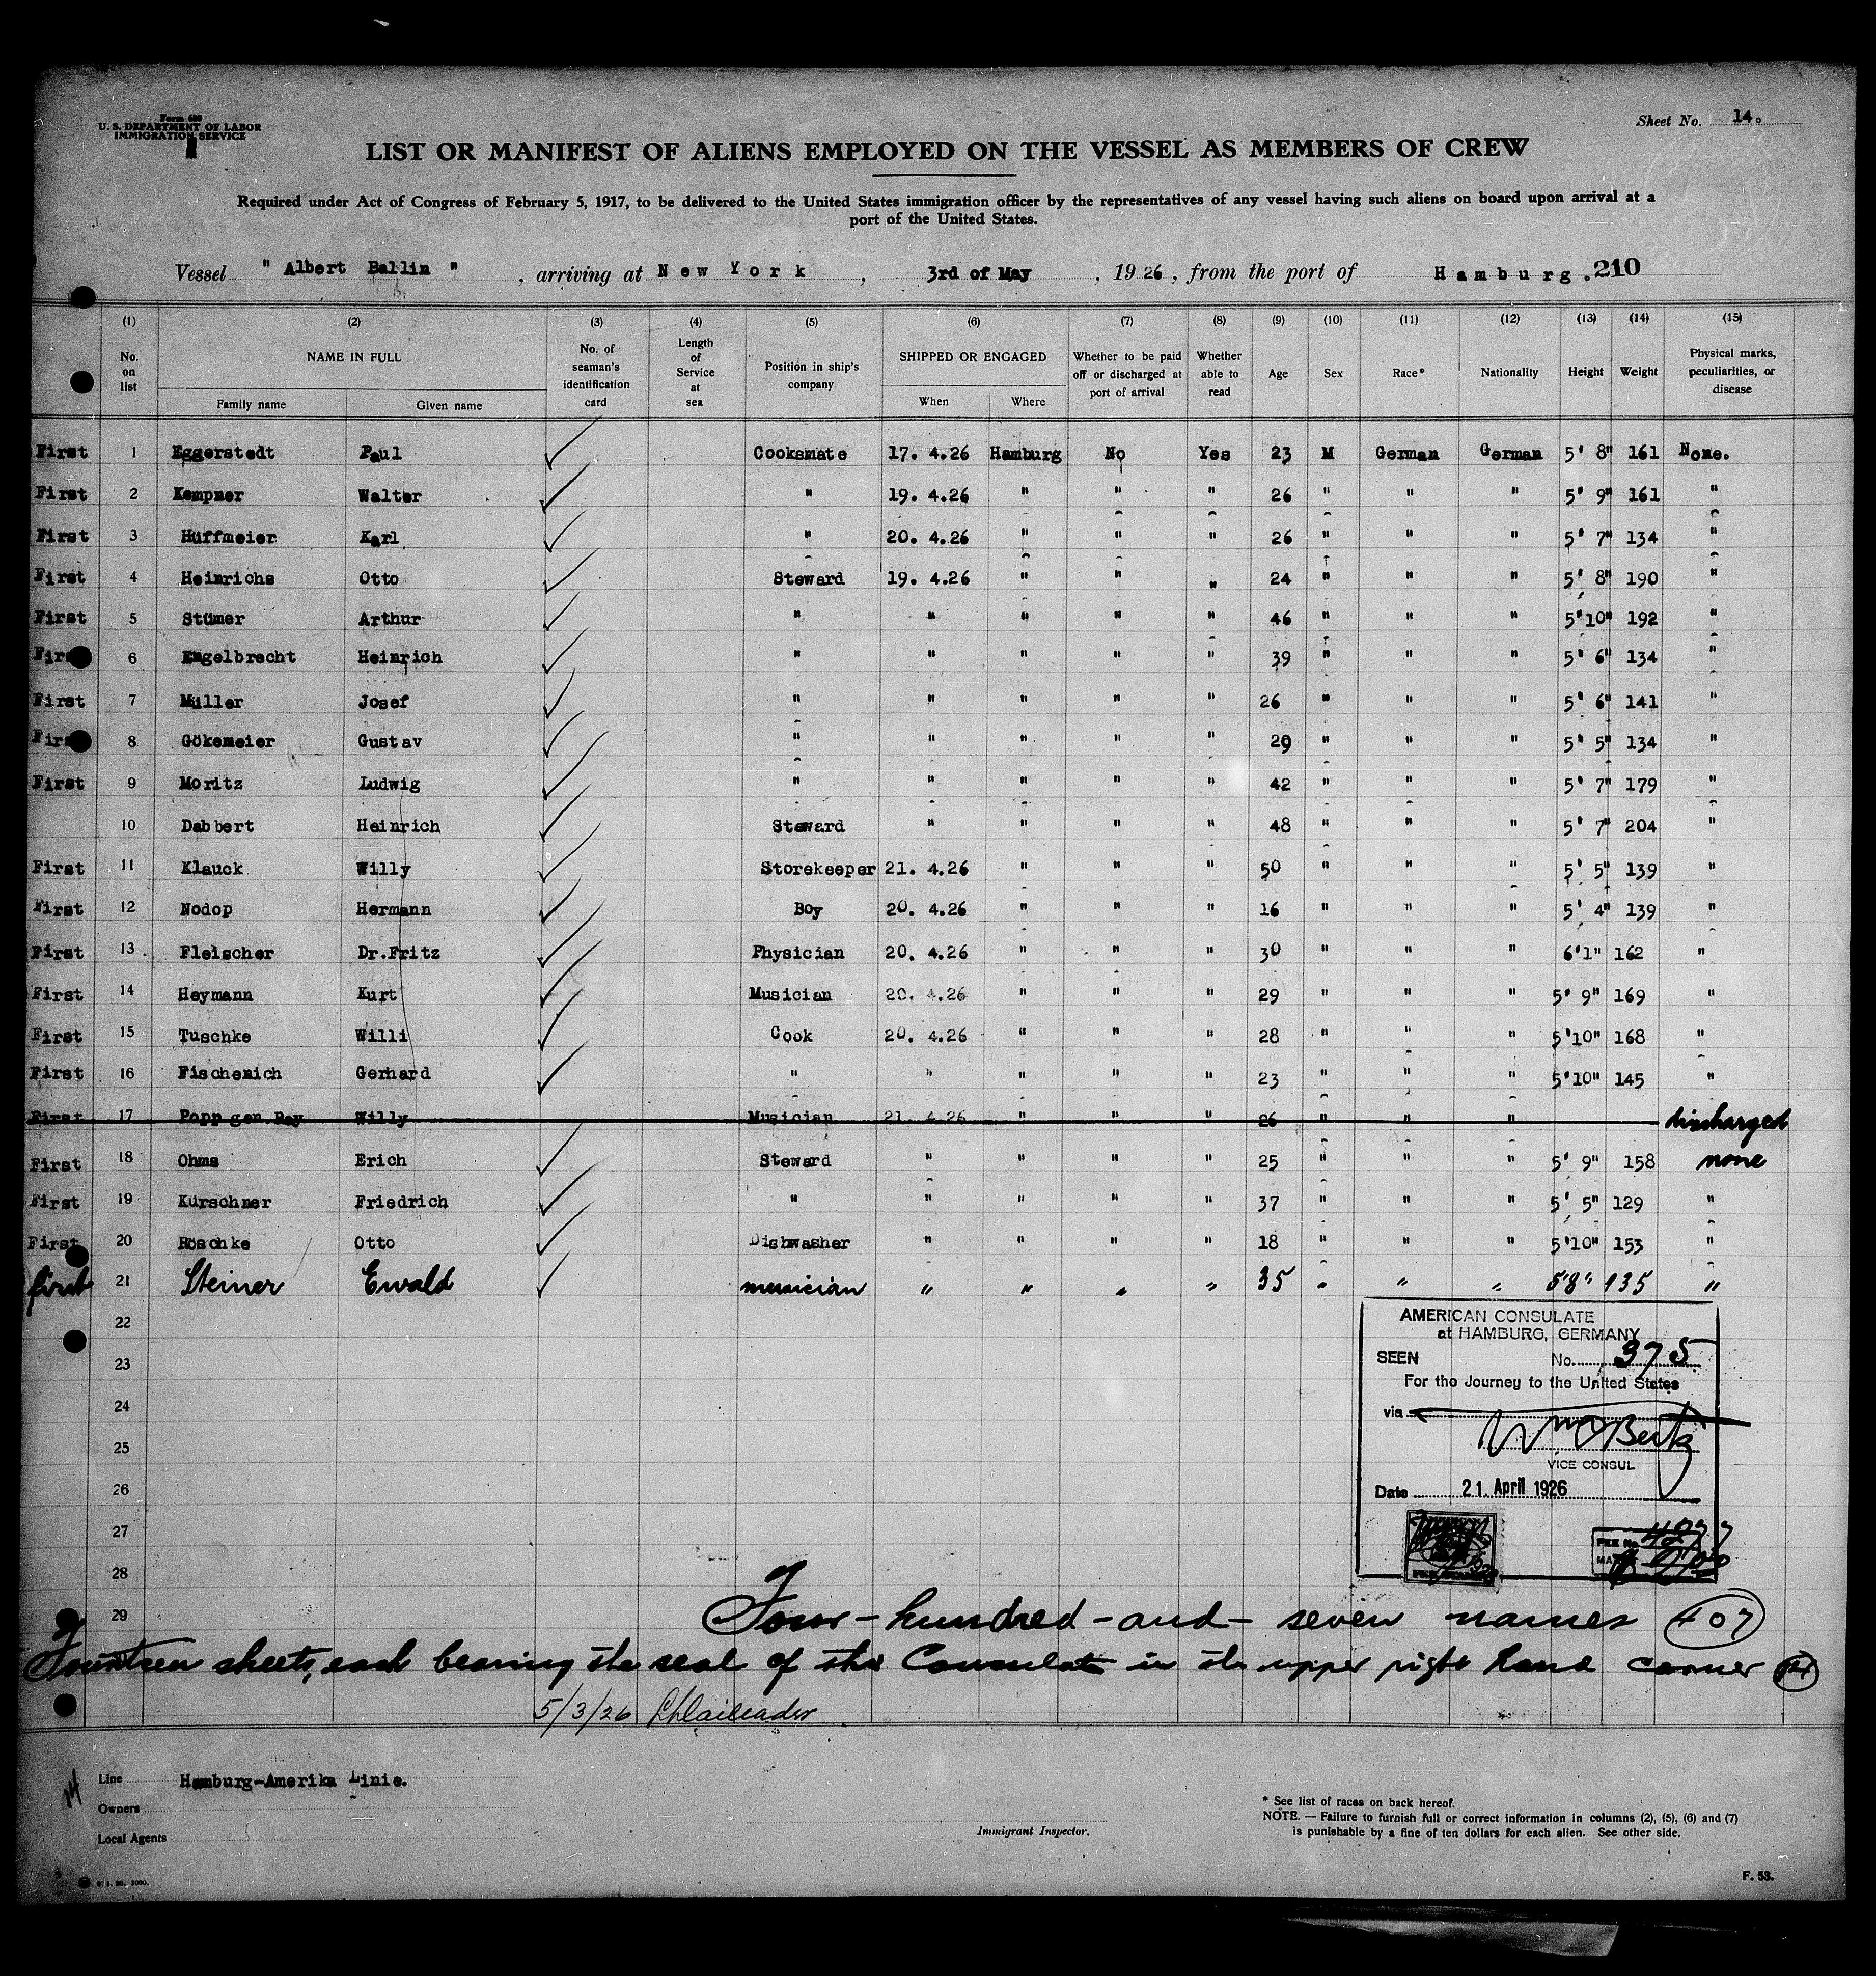 Form 680
U. S. DEPARTMENT OF LABOR
IMMIGRATION SERVICE
Sheet No. 14.
LIST OR MANIFEST OF ALIENS EMPLOYED ON THE VESSEL AS MEMBERS OF CREW
Required under Act of Congress of February 5, 1917, to be delivered to the United States immigration officer by the representatives of any vessel having such aliens on board upon arrival at a
port of the United States.
Vessel " Albert Ballin " , arriving at New York , 3rd of May , 19 26 , from the port of Hamburg. 210
(1) (2) (3) (4) (5) (6) (7) (8) (9) (10) (11) (12) (13) (14) (15)
No. on list NAME IN FULL Family name Given name No. of seaman's identification card Length of Service at sea Position in ship's company SHIPPED OR ENGAGED When Where Whether to be paid off or discharged at port of arrival Whether able to read Age Sex Race* Nationality Height Weight Physical marks, peculiarities, or disease
First 1 Eggerstedt Paul Cooksmate 17. 4.26 Hamburg No Yes 23 M German German 5' 8" 161 None.
First 2 Kempner Walter " 19. 4.26 " " " 26 " " " 5' 9" 161 "
First 3 Hüffmeier Karl " 20. 4.26 " " " 26 " " " 5' 7" 134 "
First 4 Heinrichs Otto Steward 19. 4.26 " " " 24 " " " 5' 8" 190 "
First 5 Stümer Arthur " " " " " 46 " " " 5'10" 192 "
First 6 Engelbrecht Heinrich " " " " " 39 " " " 5' 6" 134 "
First 7 Müller Josef " " " " " 26 " " " 5' 6" 141 "
First 8 Gökemeier Gustav " " " " " 29 " " " 5' 5" 134 "
First 9 Moritz Ludwig " " " " " 42 " " " 5' 7" 179 "
10 Dabbert Heinrich Steward " " " " 48 " " " 5' 7" 204 "
First 11 Klauck Willy Storekeeper 21. 4.26 " " " 50 " " " 5' 5" 139 "
First 12 Nodop Hermann Boy 20. 4.26 " " " 16 " " " 5' 4" 139 "
First 13 Fleischer Dr.Fritz Physician 20. 4.26 " " " 30 " " " 6'1" 162 "
First 14 Heymann Kurt Musician 20. 4.26 " " " 29 " " " 5' 9" 169 "
First 15 Tuschke Willi Cook 20. 4.26 " " " 28 " " " 5'10" 168 "
First 16 Fischenich Gerhard " " " " " 23 " " " 5'10" 145 "
First 17 Popp gen. Rey Willy Musician 21. 4.26 " " " 26 " " " discharged
First 18 Ohms Erich Steward " " " " 25 " " " 5' 9" 158 none
First 19 Kürschner Friedrich " " " " " 37 " " " 5' 5" 129 "
First 20 Röschke Otto Dishwasher " " " " 18 " " " 5'10" 153 "
first 21 Steiner Ewald musician " " " " 35 " " " 5'8" 135 "
22
23
24
25
26
27
28
29
AMERICAN CONSULATE
at HAMBURG, GERMANY
SEEN No. 375
For the Journey to the United States
via
VICE CONSUL
Date 21. April 1926
FEE No.
Four-hundred-and-seven names 407
Fourteen sheets, each bearing the seal of this Consulate in the upper right hand corner 14
5/3/26
Line Hamburg-Amerika Linie.
Owners
Local Agents
Immigrant Inspector.
* See list of races on back hereof.
NOTE. — Failure to furnish full or correct information in columns (2), (5), (6) and (7)
is punishable by a fine of ten dollars for each alien. See other side.
F. 53.